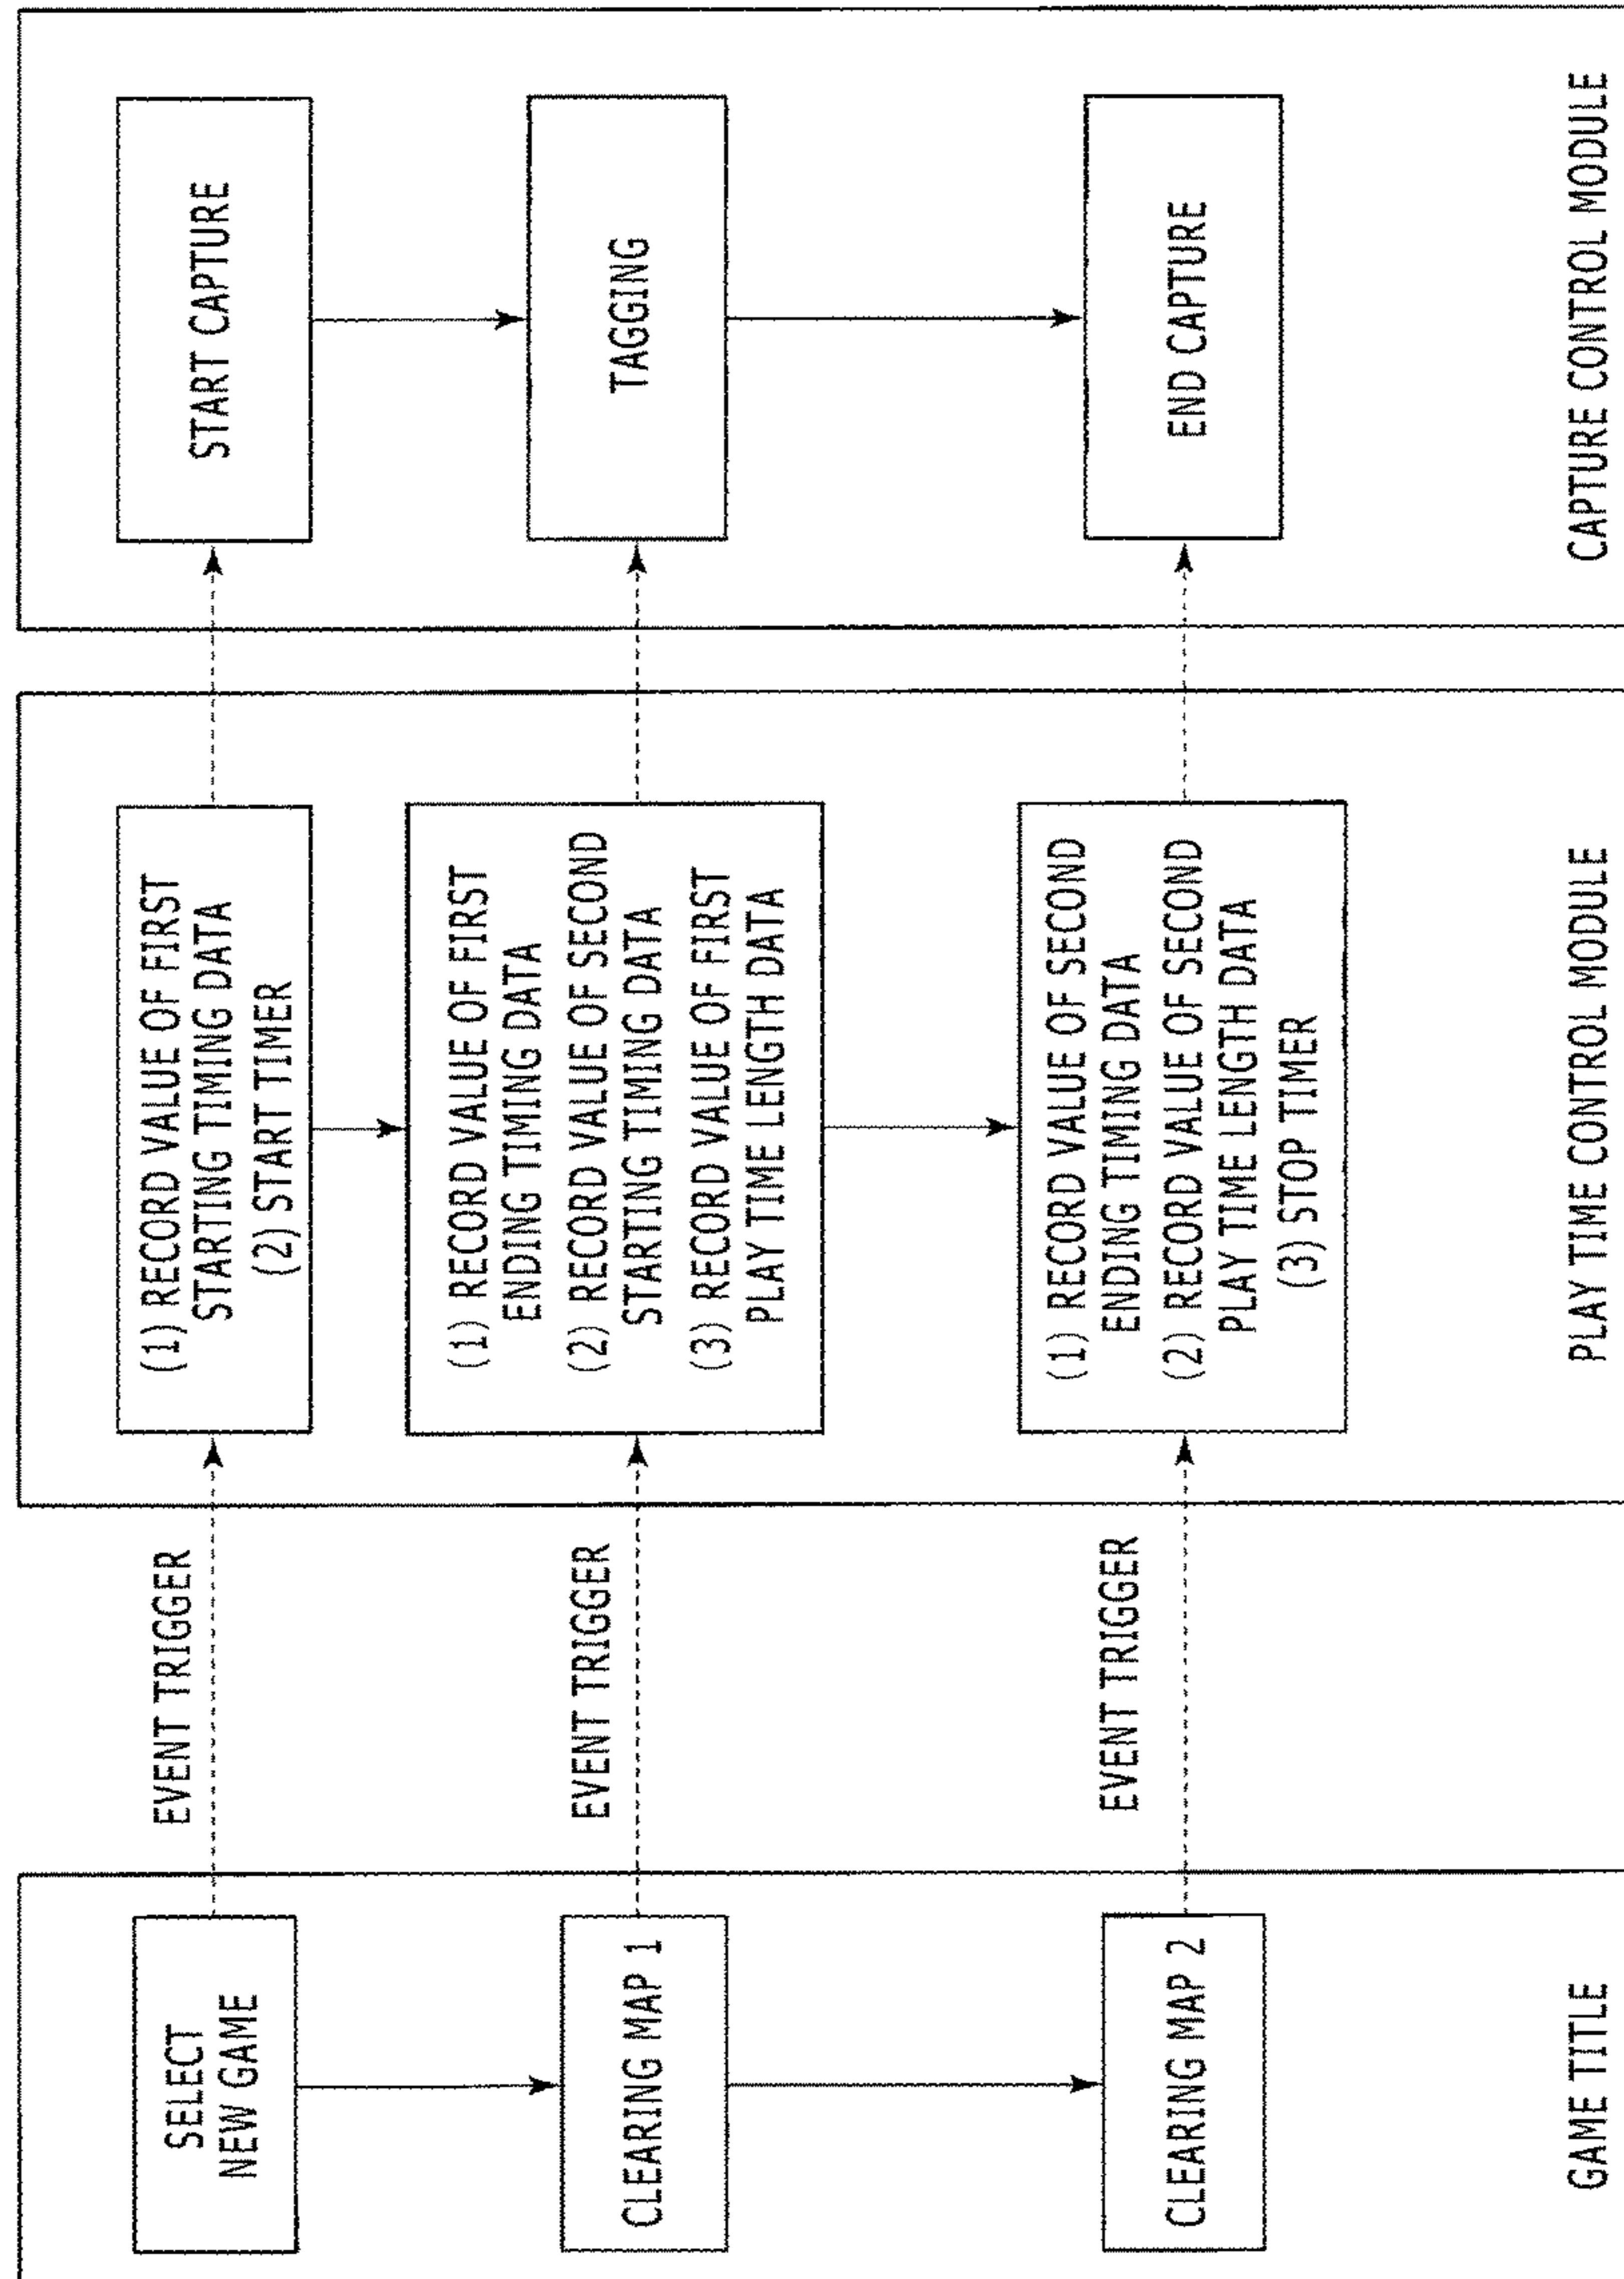 SELECT
NEW GAME
CLEARING MAP 1
CLEARING MAP 2
GAME TITLE
EVENT TRIGGER
EVENT TRIGGER
EVENT TRIGGER
(1) RECORD VALUE OF FIRST
STARTING TIMING DATA
(2) START TIMER
(1) RECORD VALUE OF FIRST
ENDING TIMING DATA
(2) RECORD VALUE OF SECOND
STARTING TIMING DATA
(3) RECORD VALUE OF FIRST
PLAY TIME LENGTH DATA
(1) RECORD VALUE OF SECOND
ENDING TIMING DATA
(2) RECORD VALUE OF SECOND
PLAY TIME LENGTH DATA
(3) STOP TIMER
PLAY TIME CONTROL MODULE
START CAPTURE
TAGGING
END CAPTURE
CAPTURE CONTROL MODULE